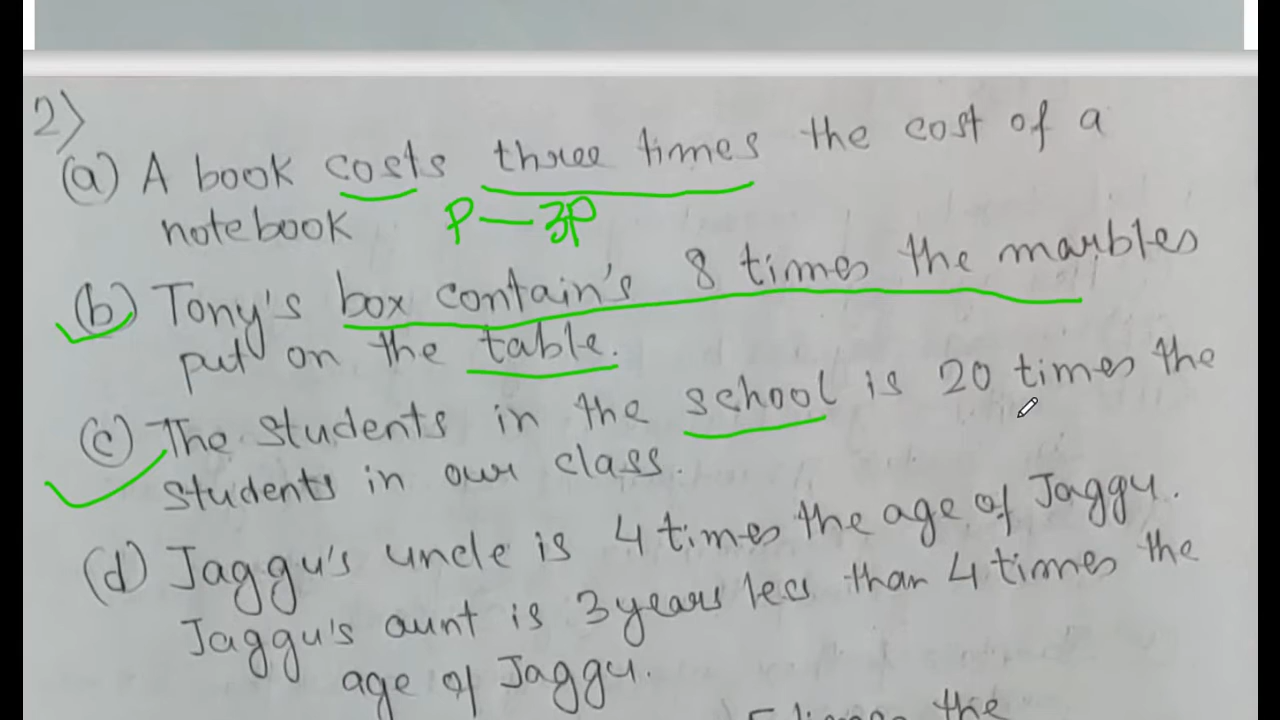 2)
(a) A book costs three times the cost of a
notebook P — 3P
(b) Tony's box contain's 8 times the marbles
put on the table.
(c) The students in the school is 20 times the
students in our class.
(d) Jaggu's uncle is 4 times the age of Jaggu.
Jaggu's aunt is 3 years less than 4 times the
age of Jaggu.
times the